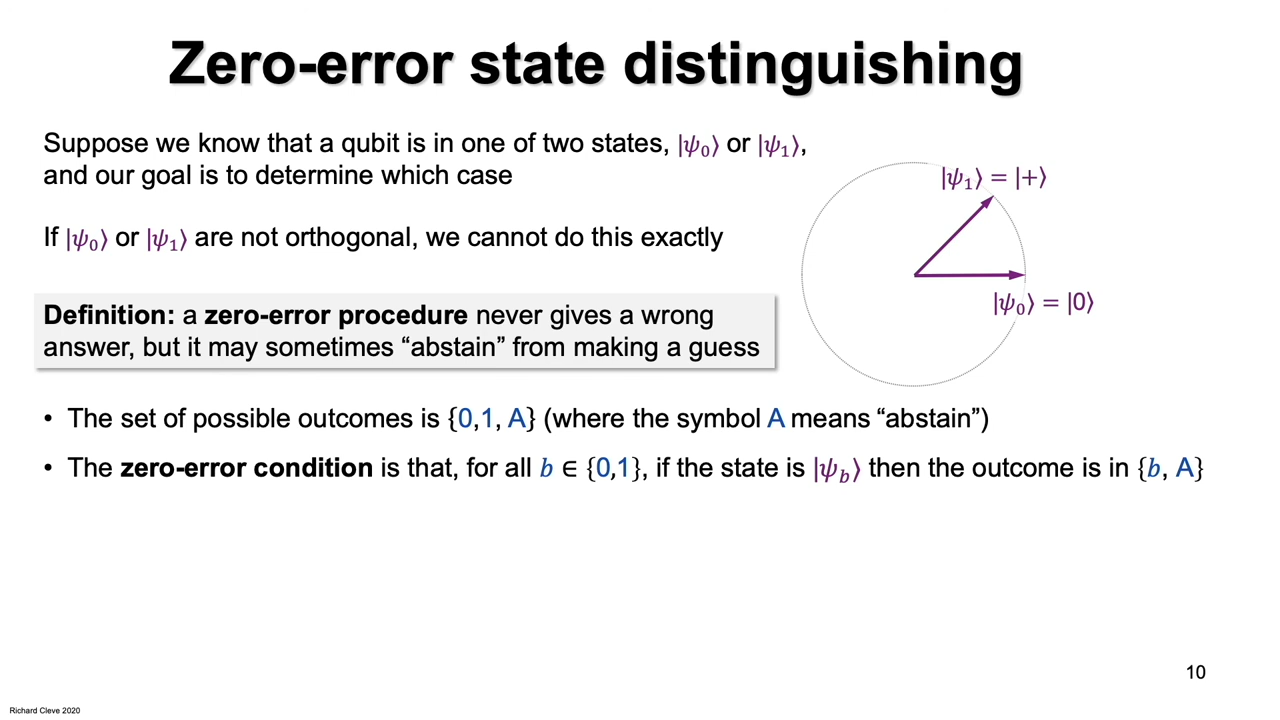 Zero-error state distinguishing
Suppose we know that a qubit is in one of two states, |ψ₀⟩ or |ψ₁⟩,
and our goal is to determine which case
If |ψ₀⟩ or |ψ₁⟩ are not orthogonal, we cannot do this exactly
|ψ₁⟩ = |+⟩
|ψ₀⟩ = |0⟩
Definition: a zero-error procedure never gives a wrong
answer, but it may sometimes “abstain” from making a guess
• The set of possible outcomes is {0,1, A} (where the symbol A means “abstain”)
• The zero-error condition is that, for all b ∈ {0,1}, if the state is |ψ_b⟩ then the outcome is in {b, A}
10
Richard Cleve 2020